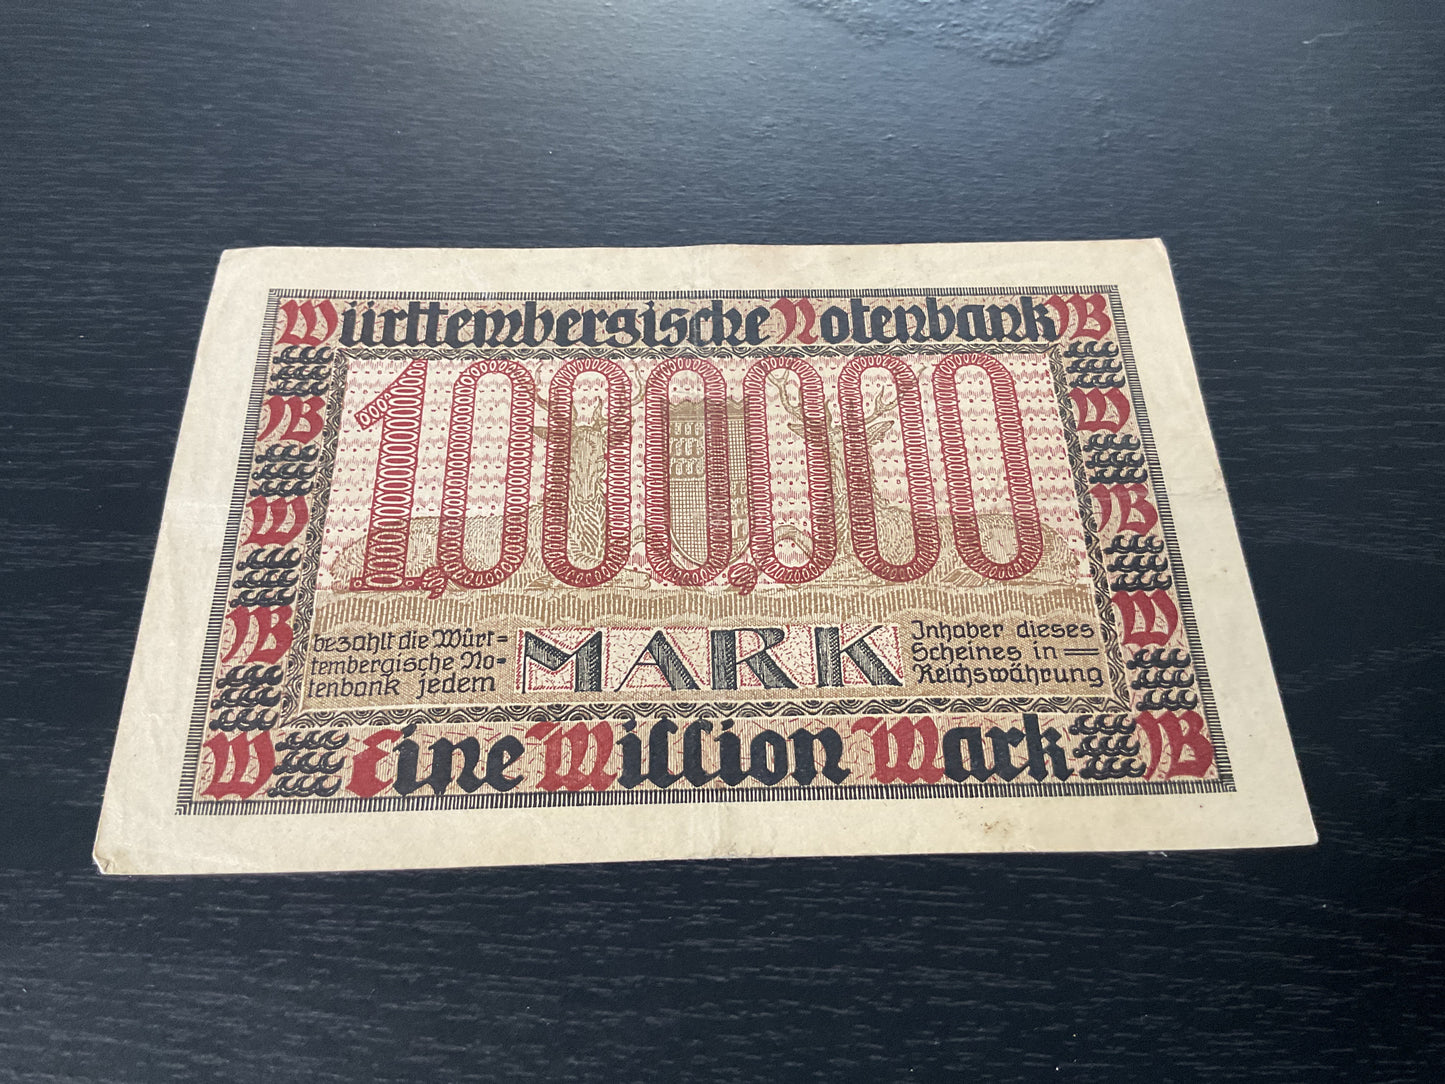 Württembergische Notenbank
1,000,000
bezahlt die Würt=
tembergische No=
tenbank jedem
MARK
Inhaber dieses
Scheines in
Reichswährung
Eine Million Mark
W
B
W
B
W
B
W
B
W
B